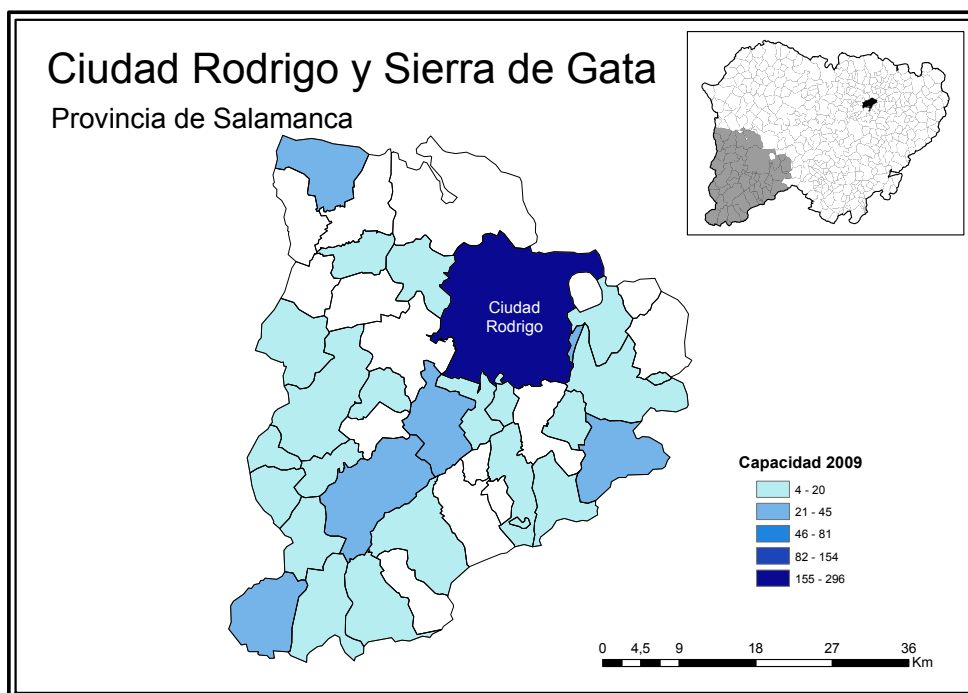 Ciudad Rodrigo y Sierra de Gata
Provincia de Salamanca
Ciudad
Rodrigo
Capacidad 2009
4 - 20
21 - 45
46 - 81
82 - 154
155 - 296
0 4,5 9 18 27 36
Km